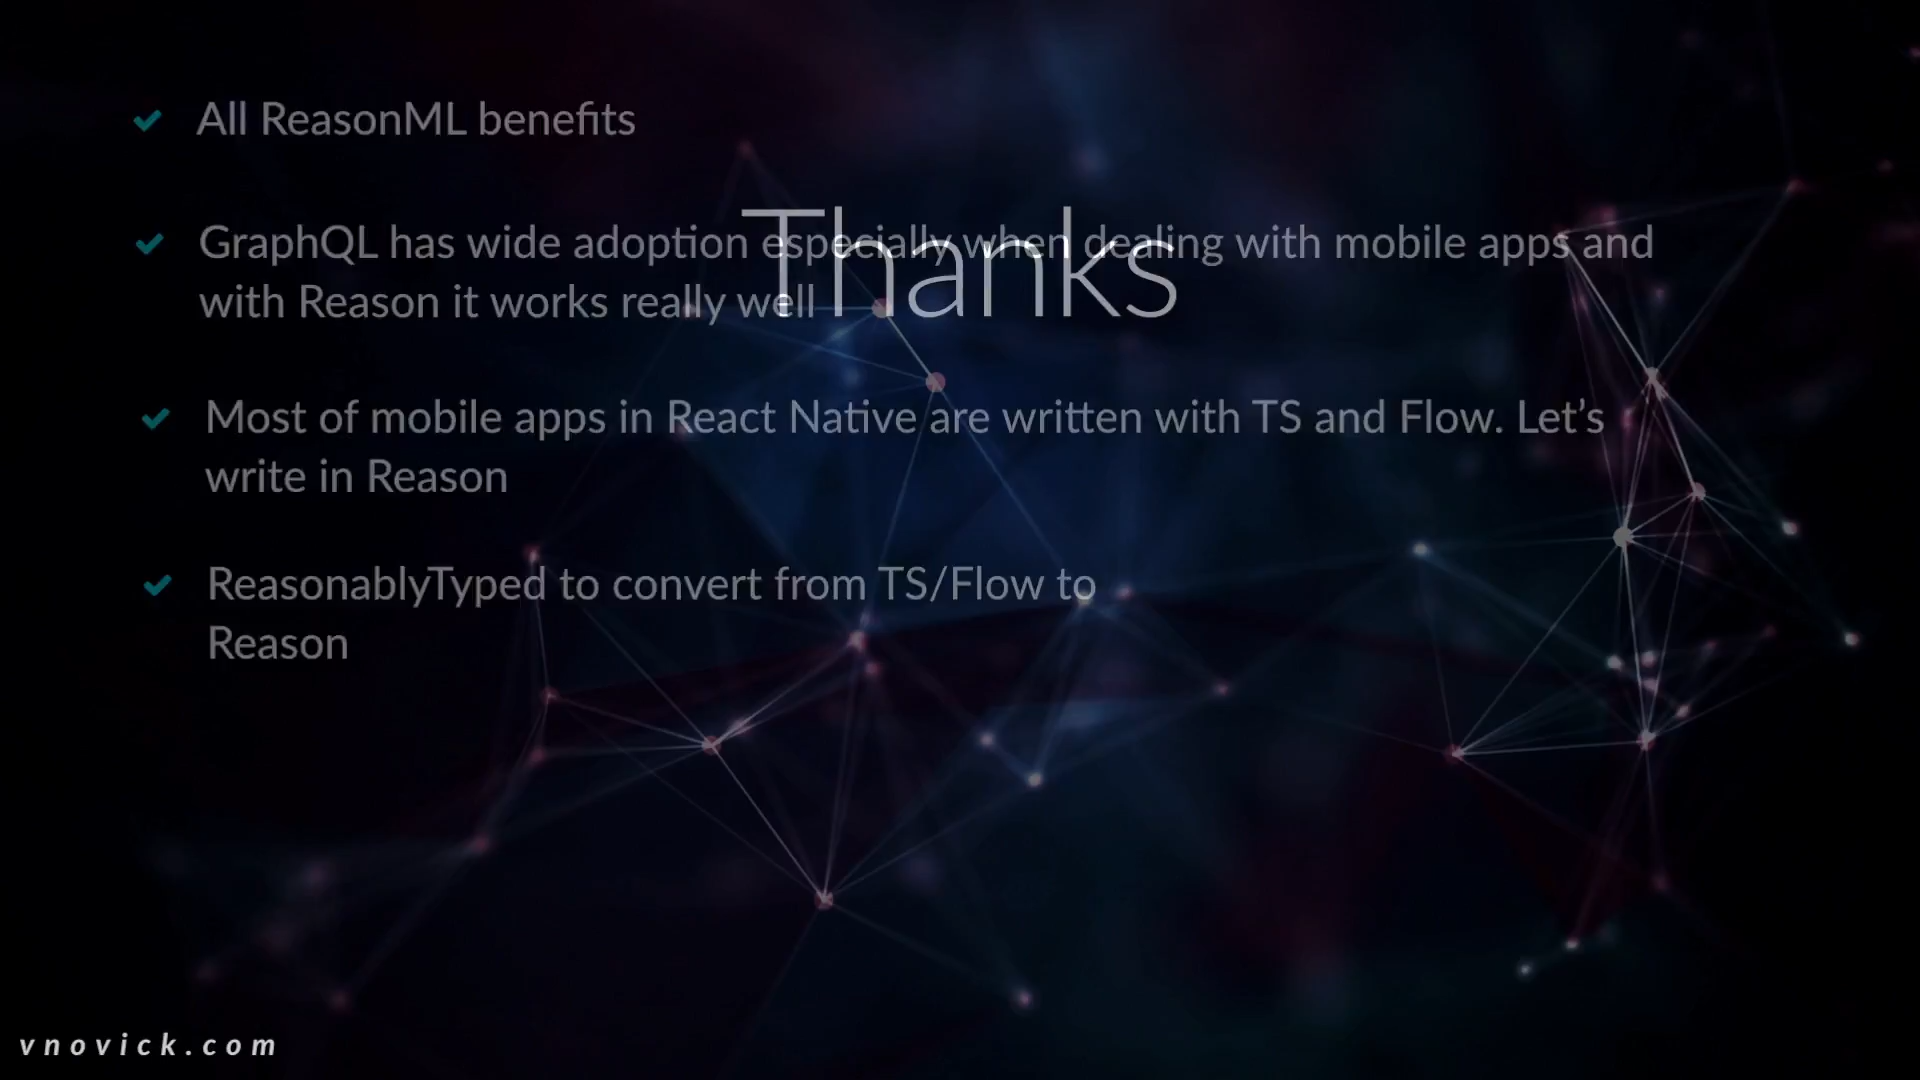 All ReasonML benefits
Thanks
GraphQL has wide adoption especially when dealing with mobile apps and
with Reason it works really well
Most of mobile apps in React Native are written with TS and Flow. Let’s
write in Reason
ReasonablyTyped to convert from TS/Flow to
Reason
vnovick.com